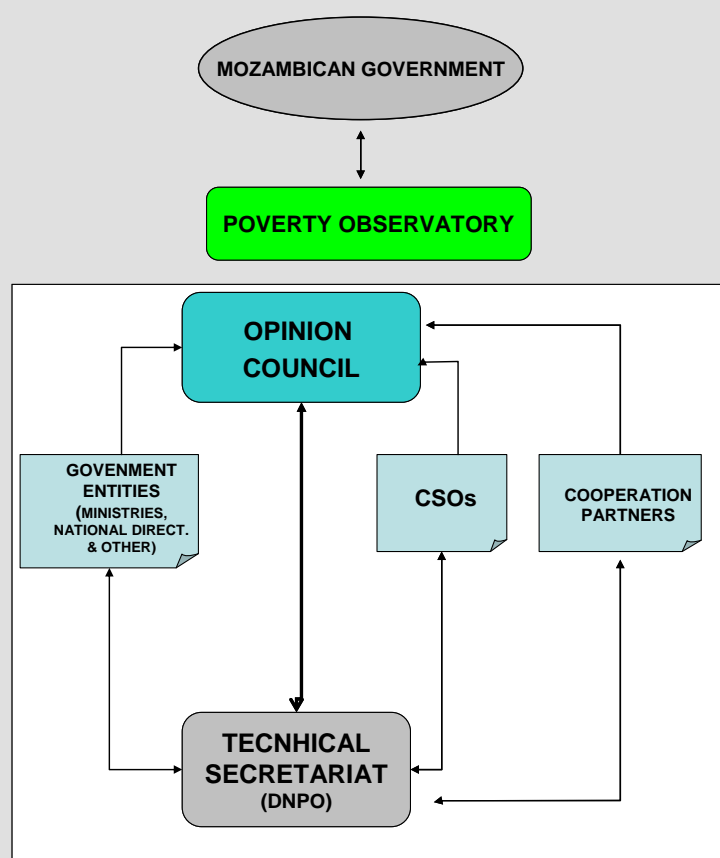 MOZAMBICAN GOVERNMENT
POVERTY OBSERVATORY
OPINION
COUNCIL
GOVENMENT
ENTITIES
(MINISTRIES,
NATIONAL DIRECT.
& OTHER)
CSOs
COOPERATION
PARTNERS
TECNHICAL
SECRETARIAT
(DNPO)